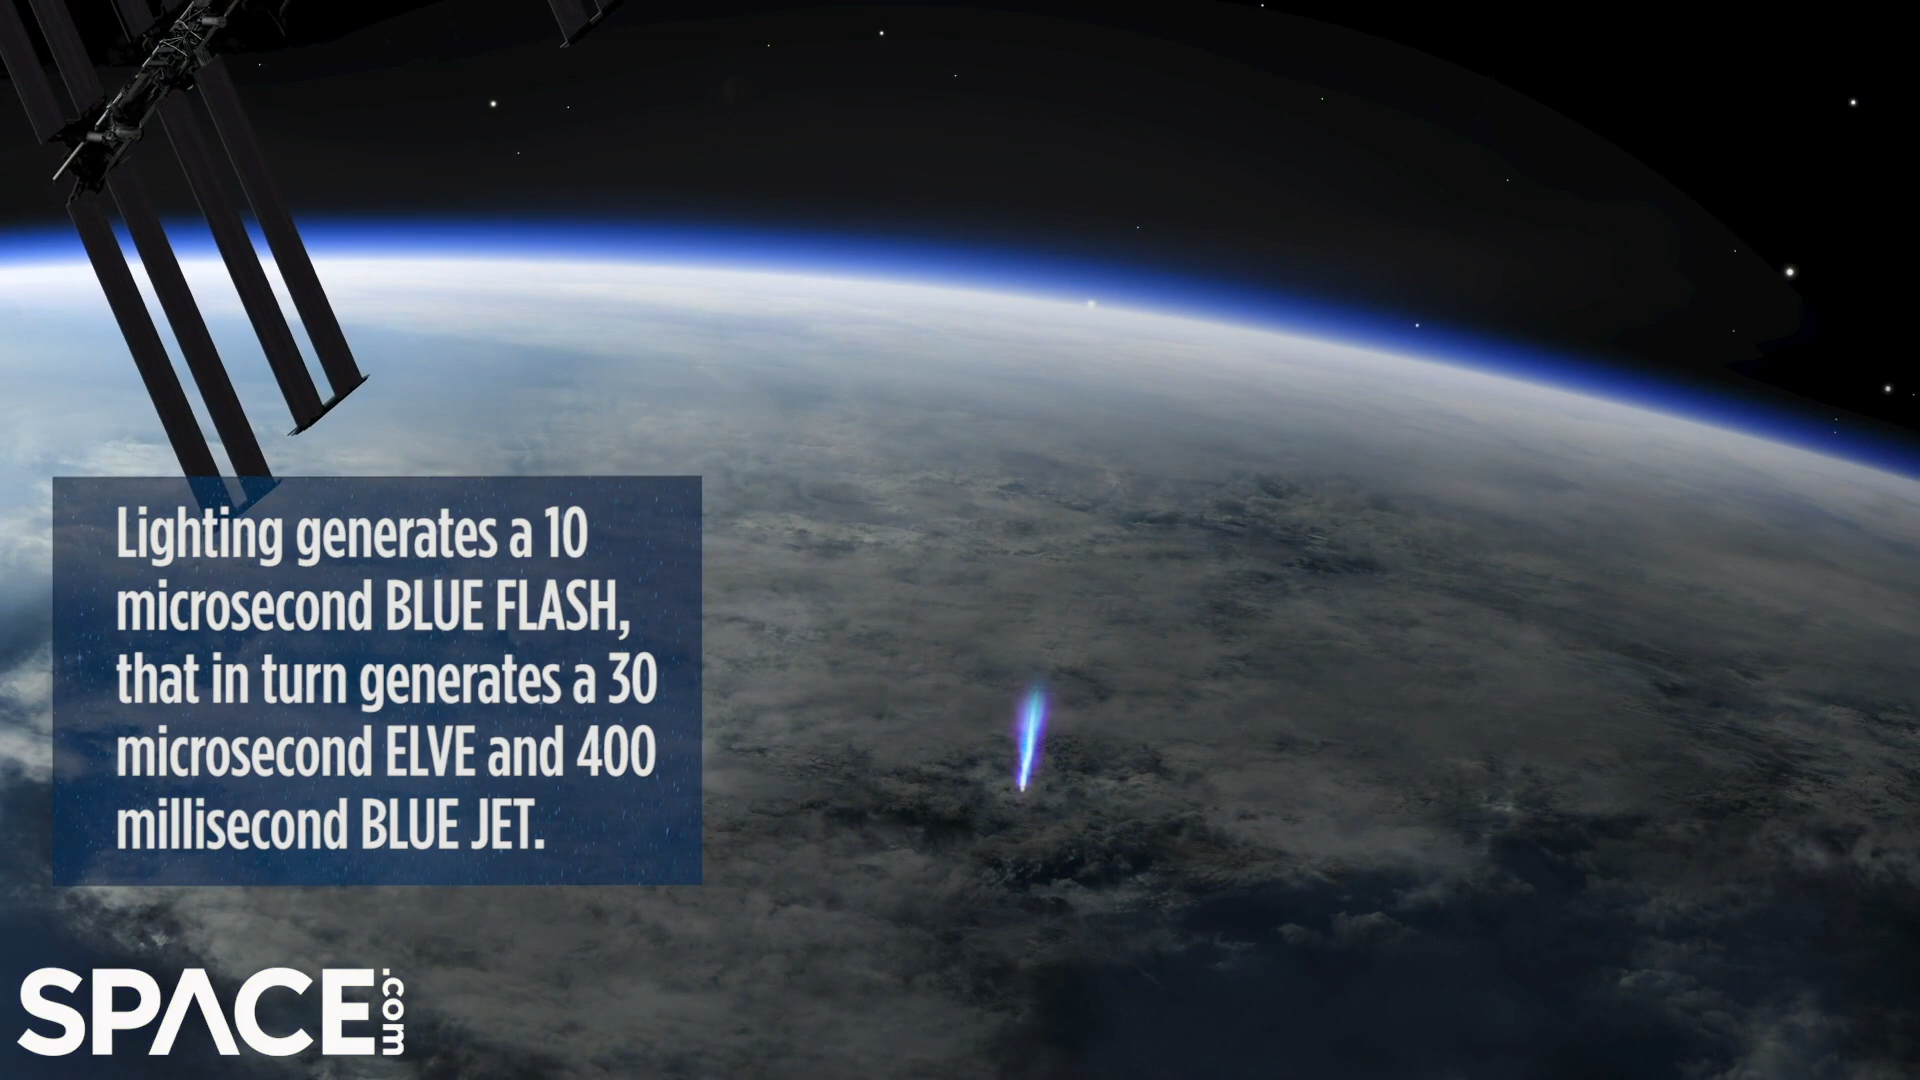 Lighting generates a 10
microsecond BLUE FLASH,
that in turn generates a 30
microsecond ELVE and 400
millisecond BLUE JET.
SPACE.com